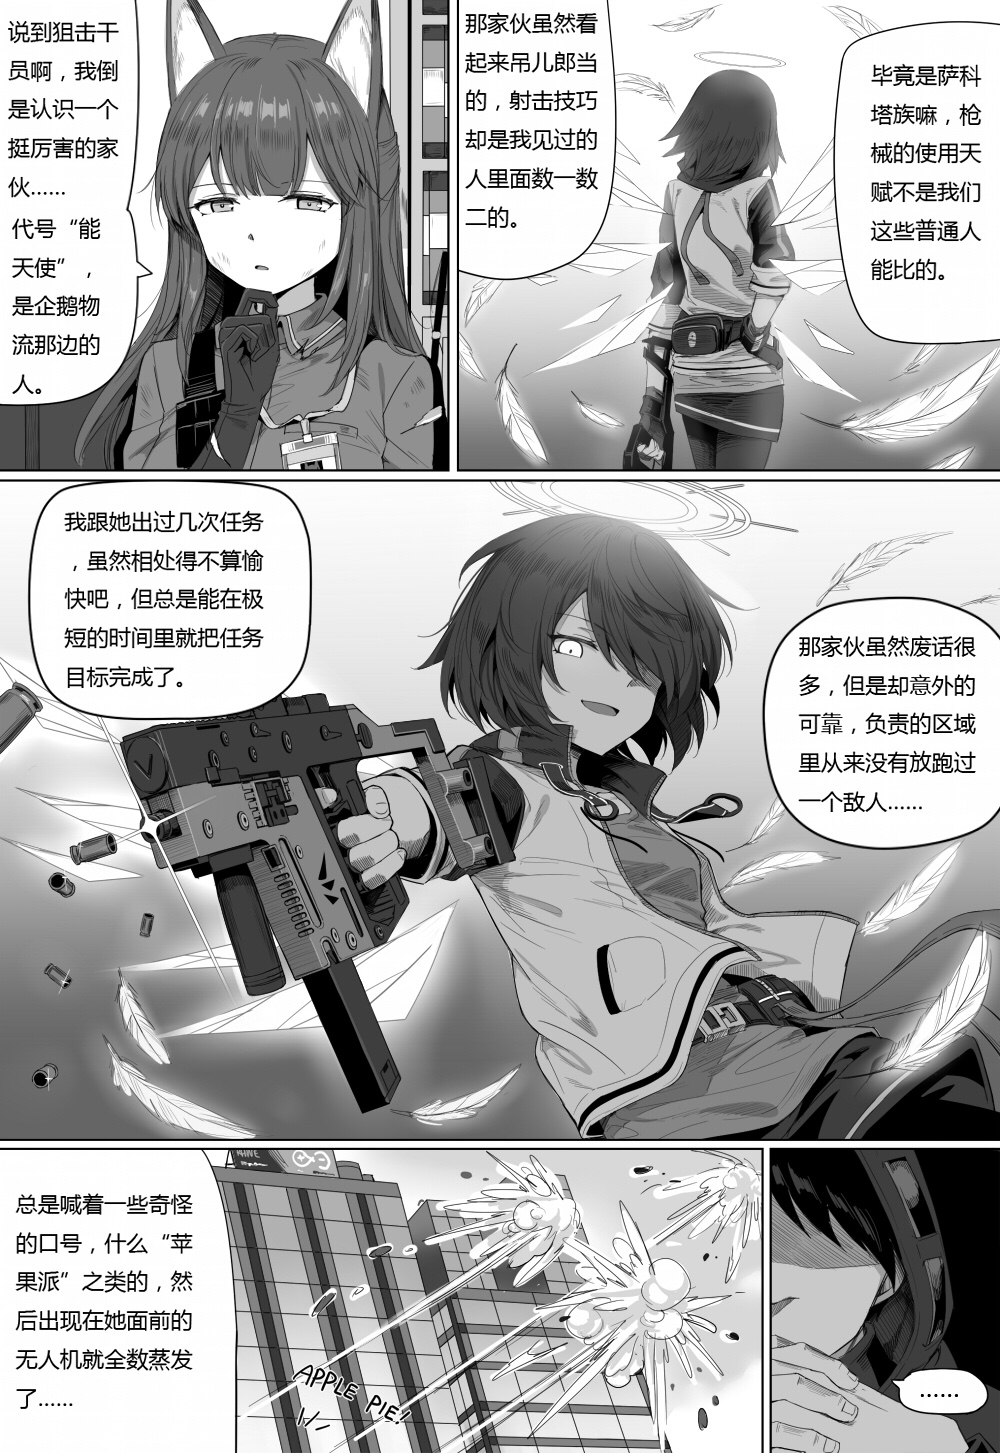 说到狙击干
员啊，我倒
是认识一个
挺厉害的家
伙……
代号“能
天使”，
是企鹅物
流那边的
人。
那家伙虽然看
起来吊儿郎当
的，射击技巧
却是我见过的
人里面数一数
二的。
毕竟是萨科
塔族嘛，枪
械的使用天
赋不是我们
这些普通人
能比的。
我跟她出过几次任务
，虽然相处得不算愉
快吧，但总是能在极
短的时间里就把任务
目标完成了。
那家伙虽然废话很
多，但是却意外的
可靠，负责的区域
里从来没有放跑过
一个敌人……
总是喊着一些奇怪
的口号，什么“苹
果派”之类的，然
后出现在她面前的
无人机就全数蒸发
了……
APPLE PIE!
……